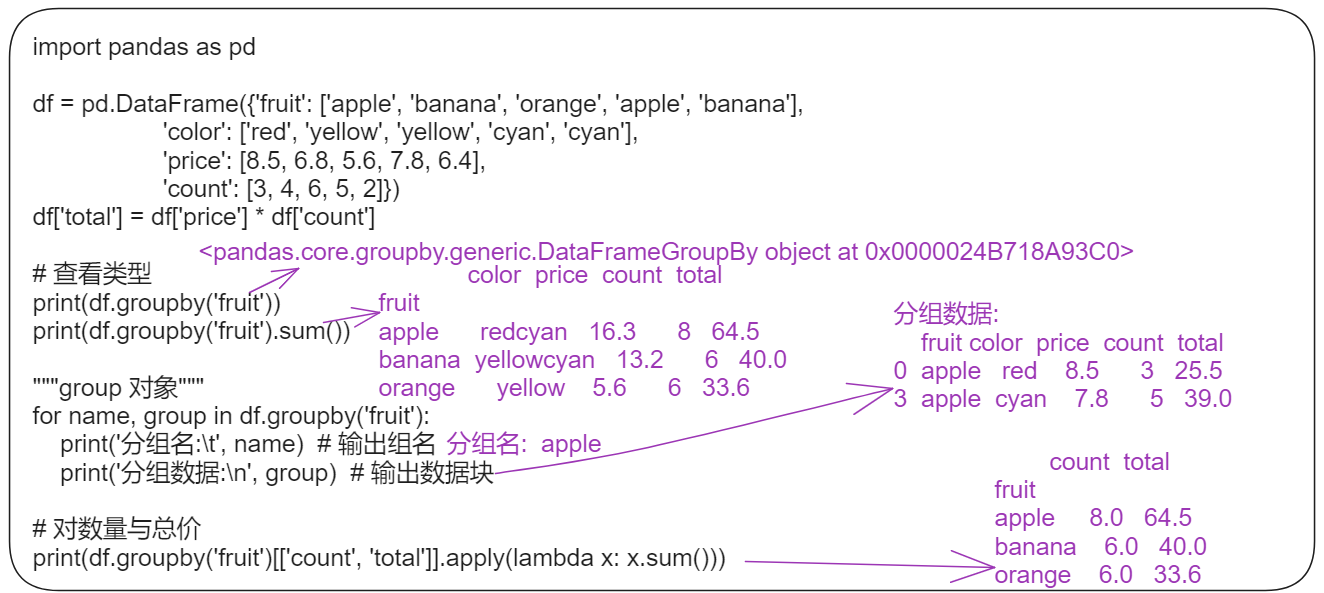 import pandas as pd
df = pd.DataFrame({'fruit': ['apple', 'banana', 'orange', 'apple', 'banana'],
'color': ['red', 'yellow', 'yellow', 'cyan', 'cyan'],
'price': [8.5, 6.8, 5.6, 7.8, 6.4],
'count': [3, 4, 6, 5, 2]})
df['total'] = df['price'] * df['count']
<pandas.core.groupby.generic.DataFrameGroupBy object at 0x0000024B718A93C0>
# 查看类型
print(df.groupby('fruit'))
print(df.groupby('fruit').sum())
color price count total
fruit
apple redcyan 16.3 8 64.5
banana yellowcyan 13.2 6 40.0
orange yellow 5.6 6 33.6
"""group 对象"""
for name, group in df.groupby('fruit'):
print('分组名:\t', name) # 输出组名 分组名: apple
print('分组数据:\n', group) # 输出数据块
分组数据:
fruit color price count total
0 apple red 8.5 3 25.5
3 apple cyan 7.8 5 39.0
# 对数量与总价
print(df.groupby('fruit')[['count', 'total']].apply(lambda x: x.sum()))
count total
fruit
apple 8.0 64.5
banana 6.0 40.0
orange 6.0 33.6